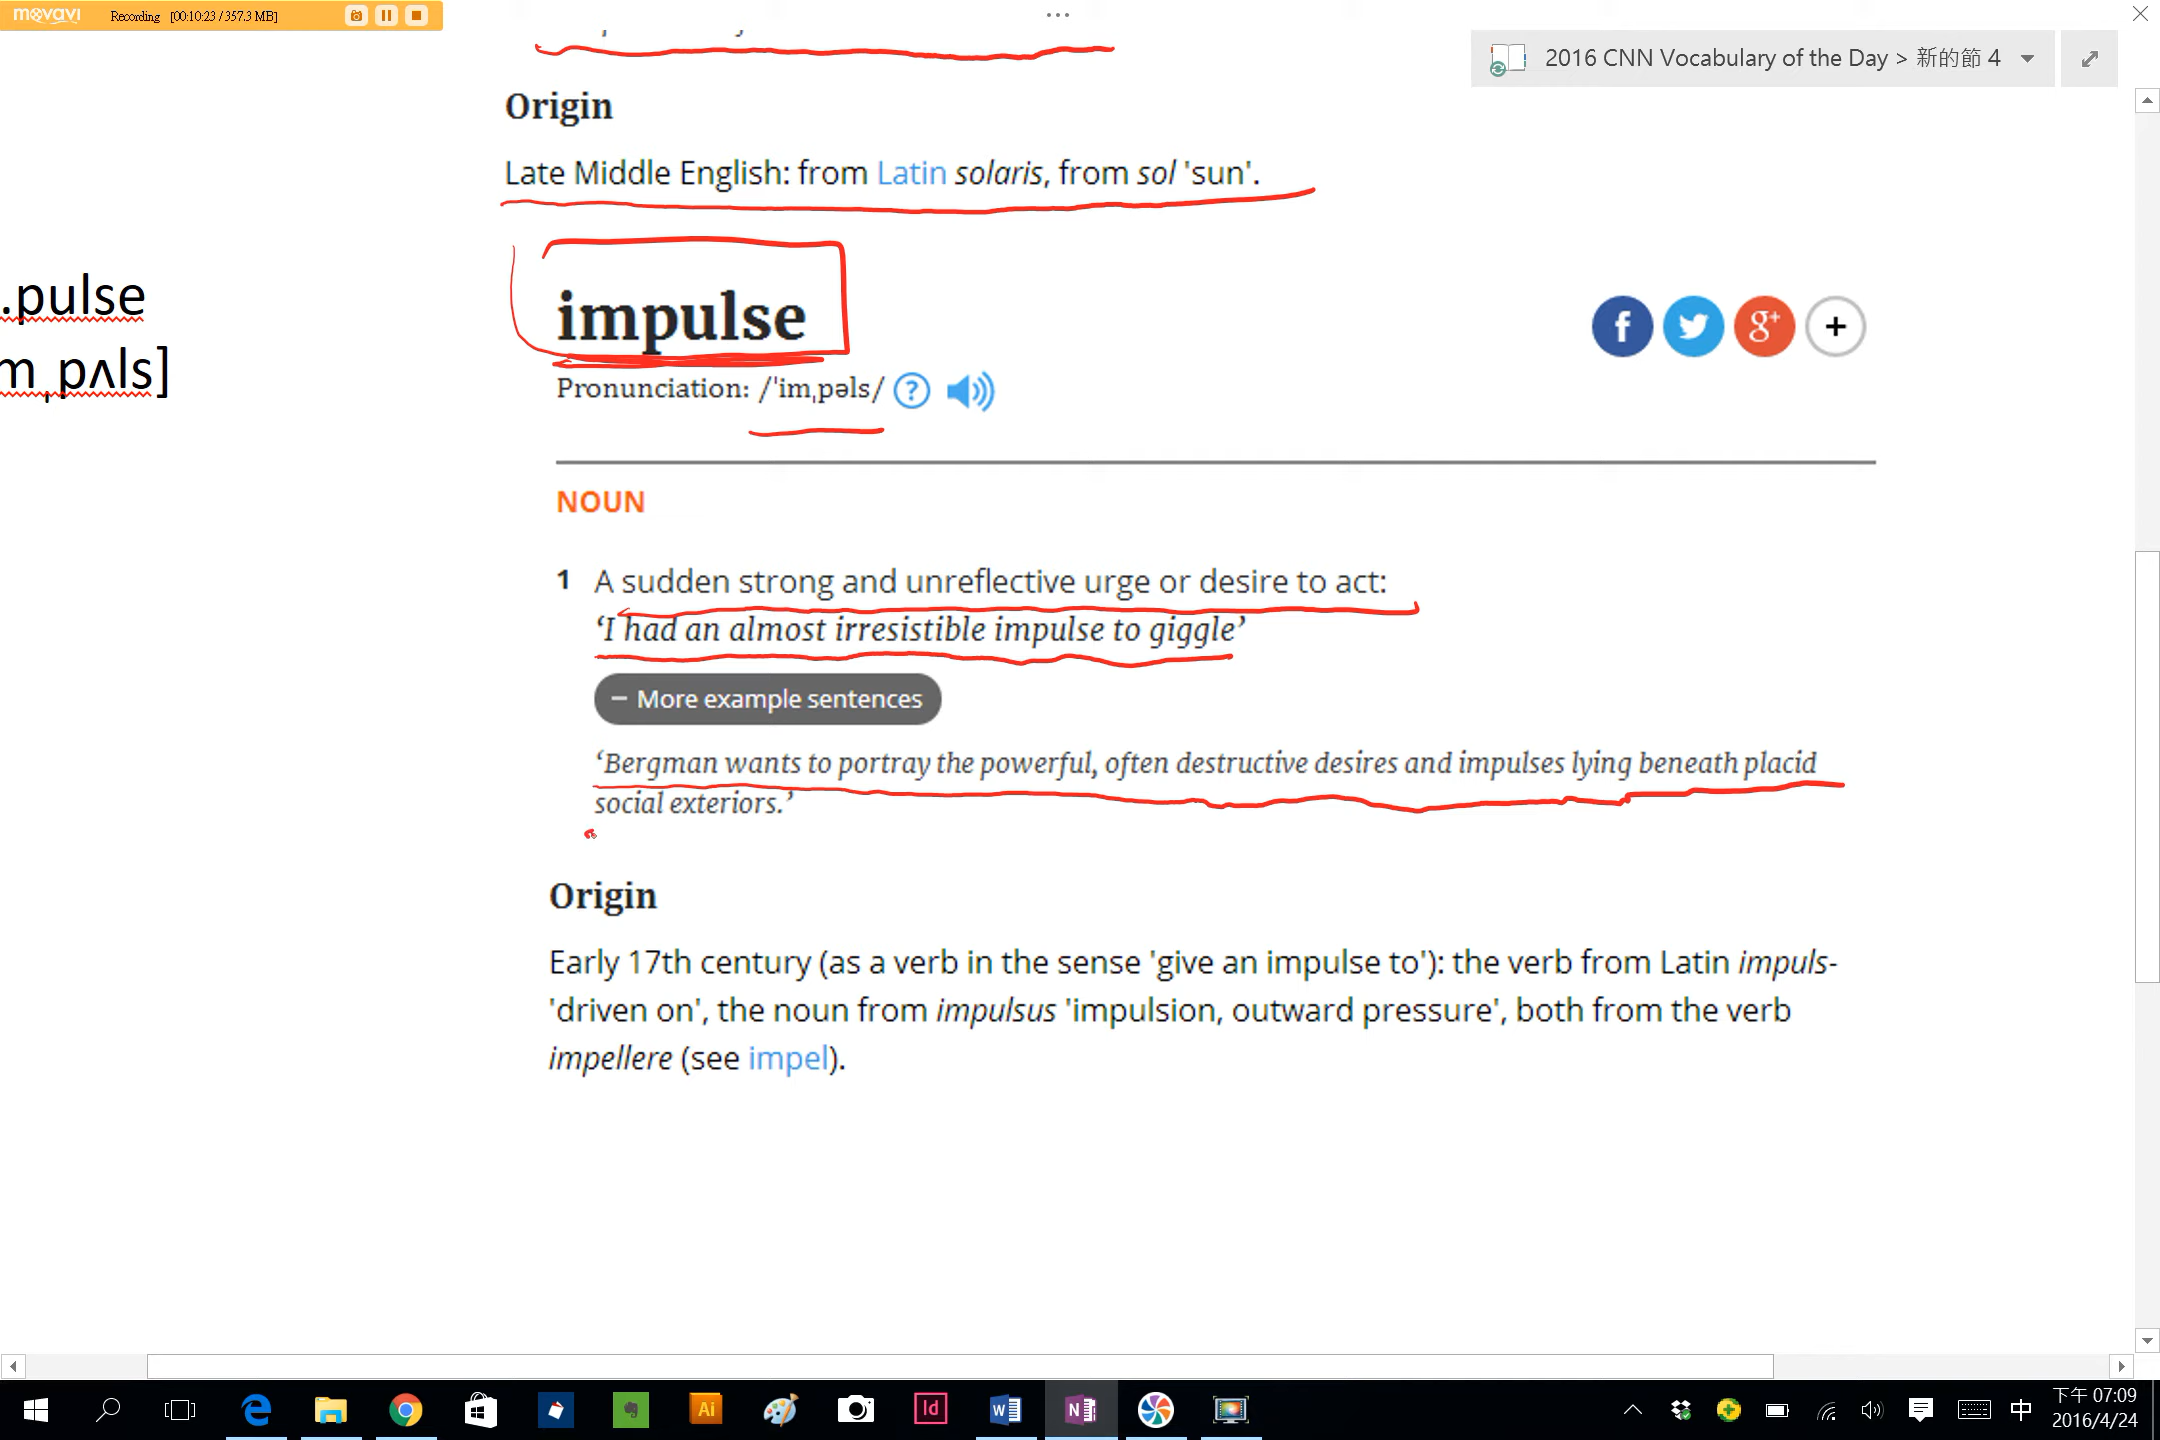 movavi Recording [00:10:23 / 357.3 MB]
2016 CNN Vocabulary of the Day > 新的節 4
Origin
Late Middle English: from Latin solaris, from sol 'sun'.
.pulse
m͵pʌls]
impulse
Pronunciation: /ˈimˌpəls/ ?
f g+ +
NOUN
1 A sudden strong and unreflective urge or desire to act:
‘I had an almost irresistible impulse to giggle’
− More example sentences
‘Bergman wants to portray the powerful, often destructive desires and impulses lying beneath placid
social exteriors.’
Origin
Early 17th century (as a verb in the sense 'give an impulse to'): the verb from Latin impuls-
'driven on', the noun from impulsus 'impulsion, outward pressure', both from the verb
impellere (see impel).
Ai Id W N 中 下午 07:09
2016/4/24